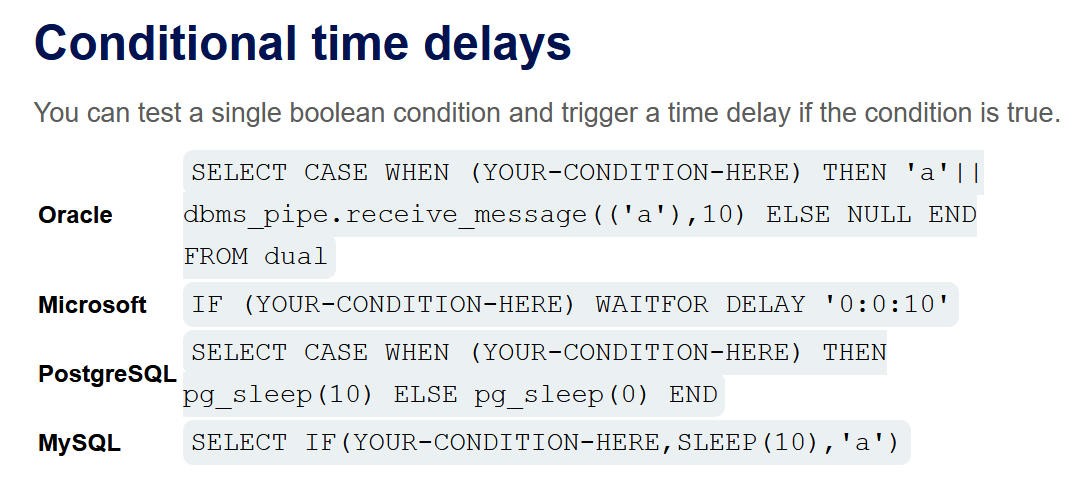 Conditional time delays
You can test a single boolean condition and trigger a time delay if the condition is true.
Oracle
SELECT CASE WHEN (YOUR-CONDITION-HERE) THEN 'a'||
dbms_pipe.receive_message(('a'),10) ELSE NULL END
FROM dual
Microsoft
IF (YOUR-CONDITION-HERE) WAITFOR DELAY '0:0:10'
PostgreSQL
SELECT CASE WHEN (YOUR-CONDITION-HERE) THEN
pg_sleep(10) ELSE pg_sleep(0) END
MySQL
SELECT IF(YOUR-CONDITION-HERE,SLEEP(10),'a')